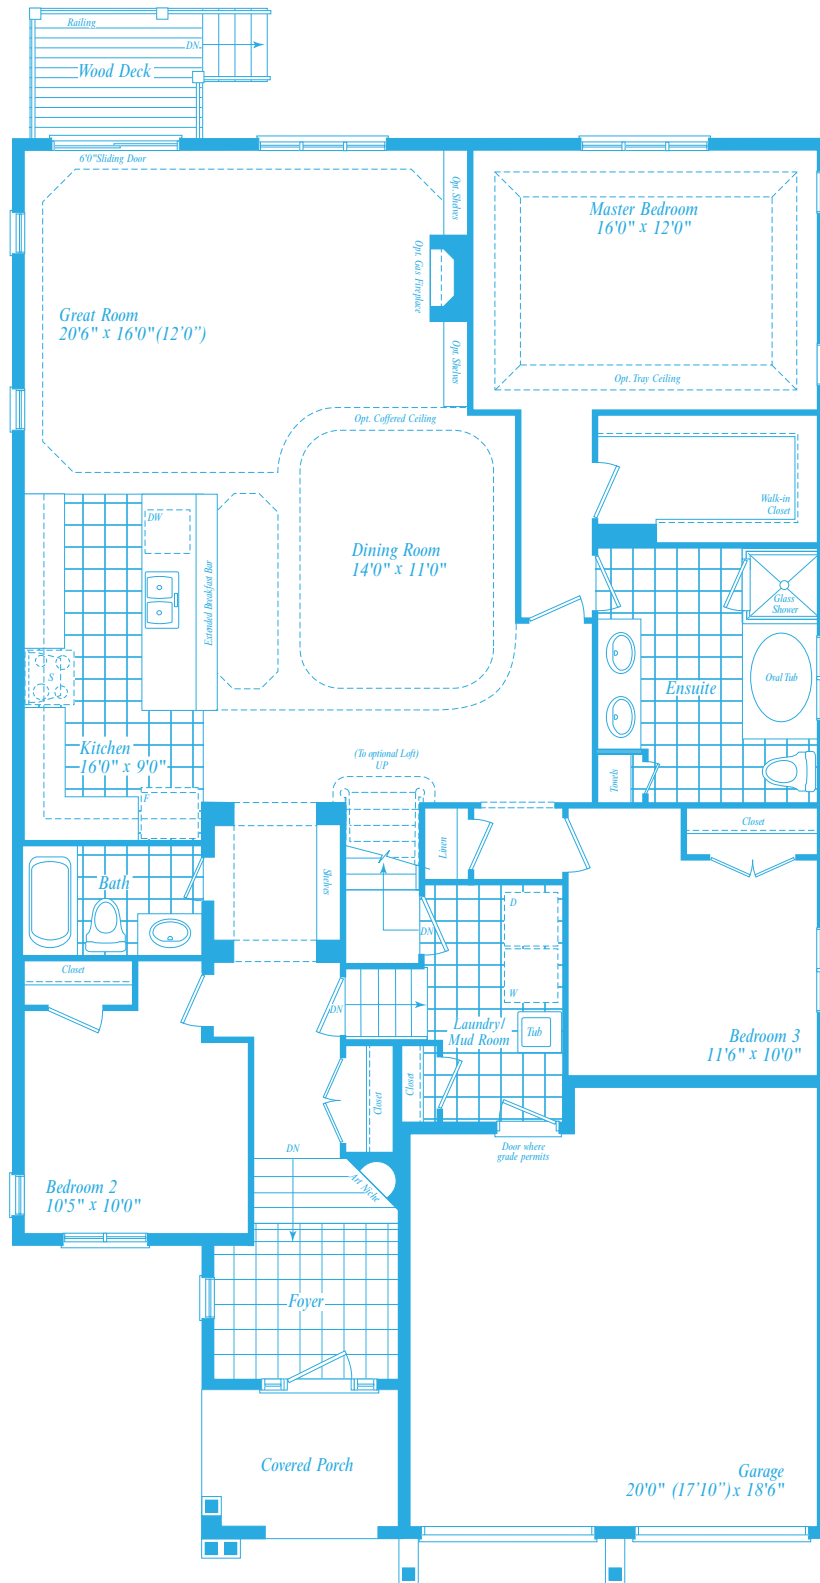 Railing
DN
Wood Deck
6'0"Sliding Door
Opt. Shelves
Master Bedroom
16'0" x 12'0"
Opt. Gas Fireplace
Great Room
20'6" x 16'0"(12'0")
Opt. Shelves
Opt. Tray Ceiling
Opt. Coffered Ceiling
Walk-in
Closet
DW
Dining Room
14'0" x 11'0"
Extended Breakfast Bar
Glass
Shower
S
Ensuite
Oval Tub
Kitchen
16'0" x 9'0"
(To optional Loft)
UP
Towels
F
Closet
Linen
Bath
Shelves
D
DN
Closet
W
DN
Laundry/
Mud Room
Tub
Bedroom 3
11'6" x 10'0"
Closet
Closet
DN
Door where
grade permits
Art Niche
Bedroom 2
10'5" x 10'0"
Foyer
Covered Porch
Garage
20'0" (17'10") x 18'6"